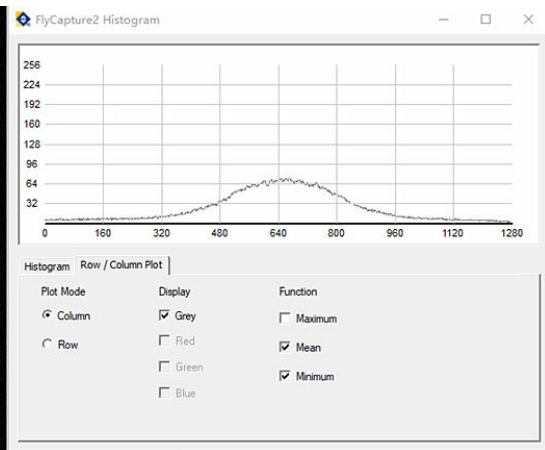 FlyCapture2 Histogram
256
224
192
160
128
96
64
32
0 160 320 480 640 800 960 1120 1280
Histogram Row / Column Plot
Plot Mode Display Function
Column Grey Maximum
Row Red Mean
Green Minimum
Blue